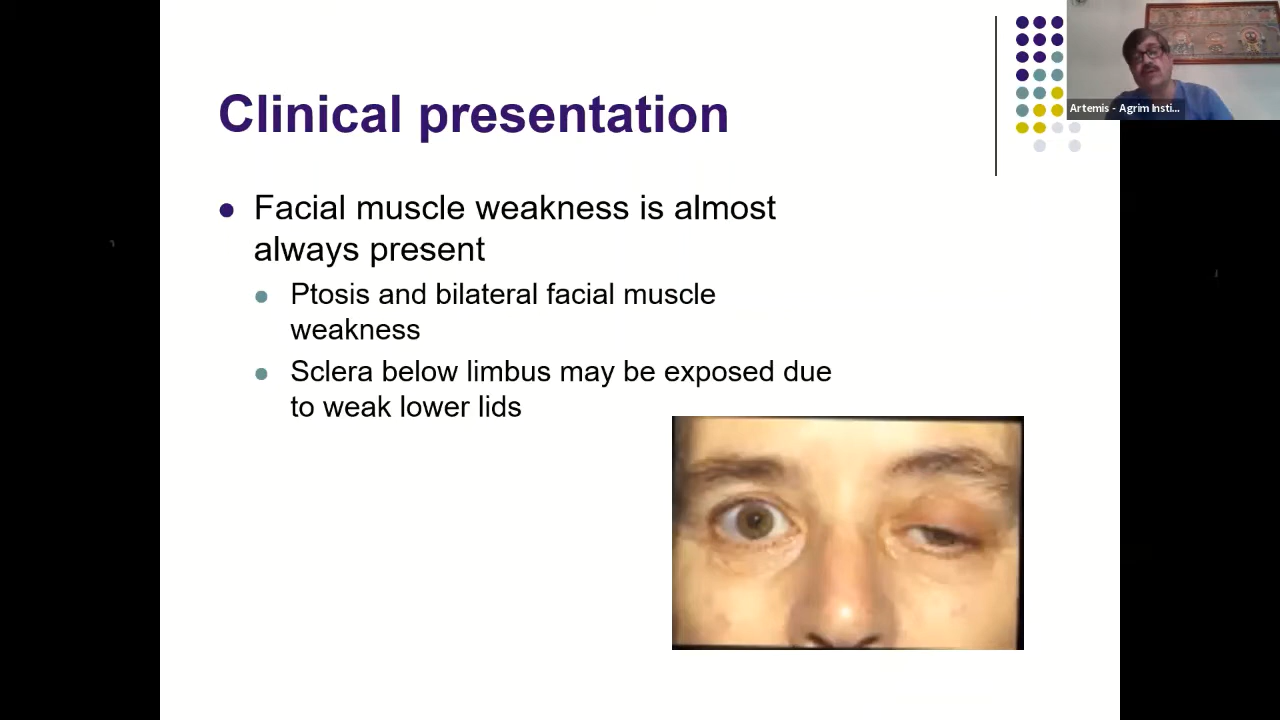 Artemis - Agrim Insti...
Clinical presentation
Facial muscle weakness is almost
always present
Ptosis and bilateral facial muscle
weakness
Sclera below limbus may be exposed due
to weak lower lids